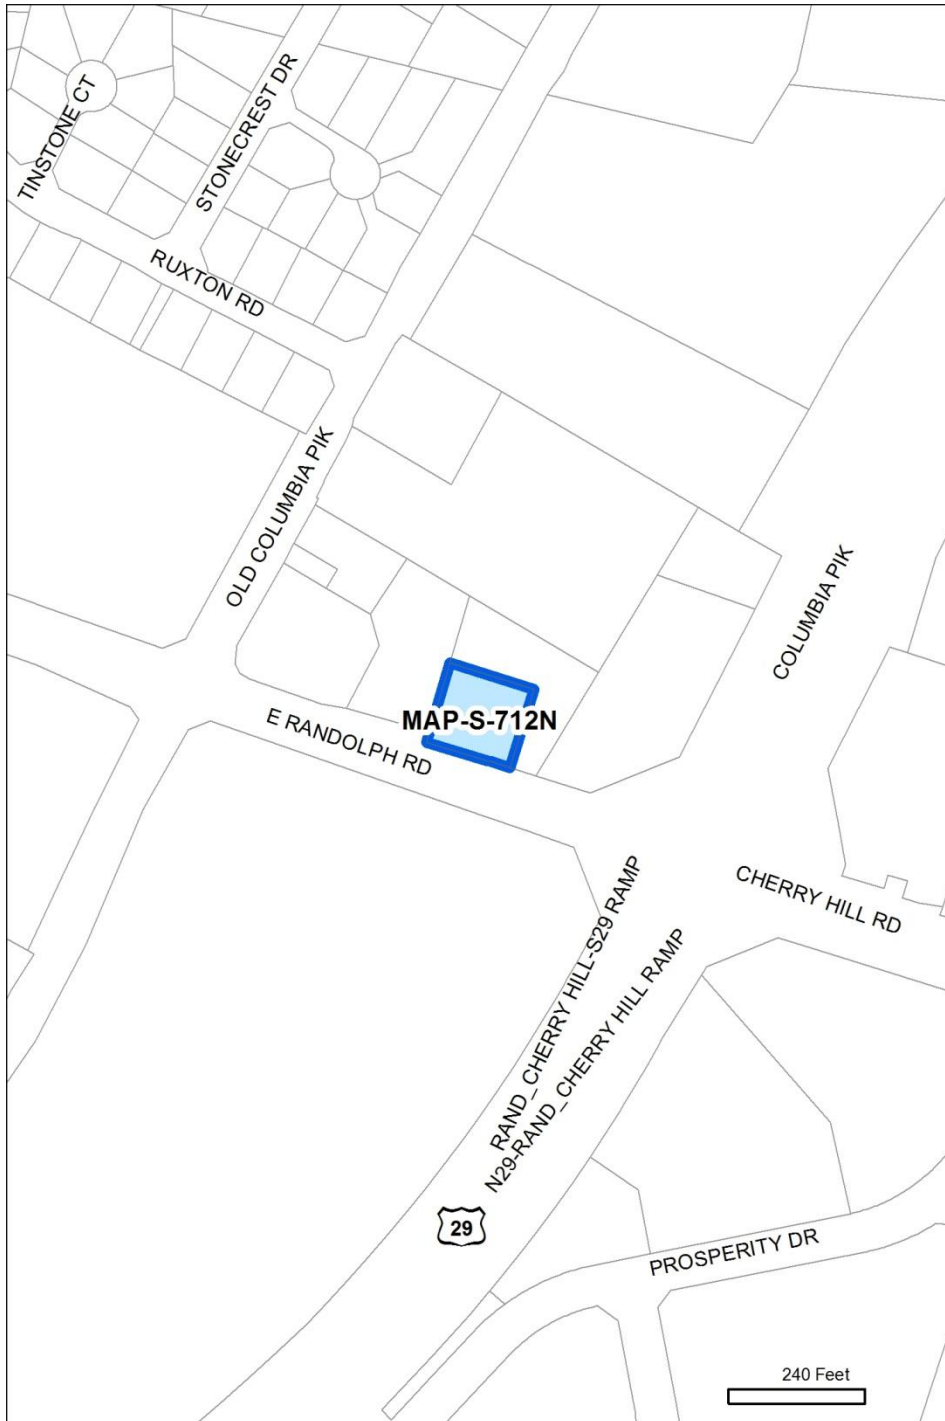 TINSTONE CT
STONECREST DR
RUXTON RD
OLD COLUMBIA PIK
COLUMBIA PIK
MAP-S-712N
E RANDOLPH RD
CHERRY HILL RD
RAND_CHERRY HILL-S29 RAMP
N29-RAND_CHERRY HILL RAMP
29
PROSPERITY DR
240 Feet